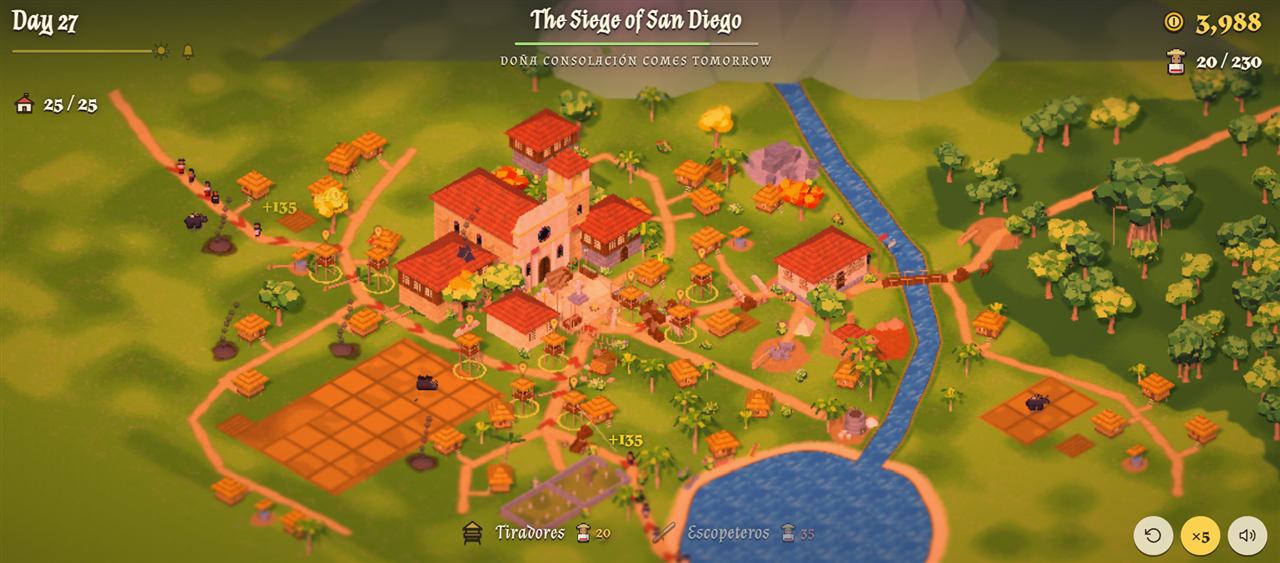 Day 27
The Siege of San Diego
DOÑA CONSOLACIÓN COMES TOMORROW
3,988
20 / 230
25 / 25
+135
+135
Tiradores 20
Escopeteros 35
×5